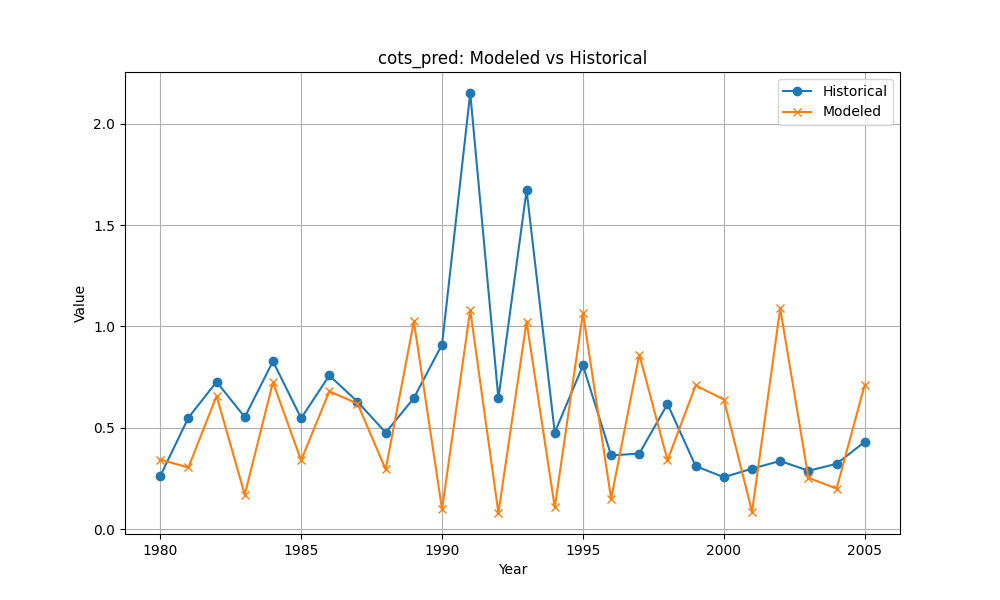 cots_pred: Modeled vs Historical
Historical
Modeled
Value
2.0
1.5
1.0
0.5
0.0
1980 1985 1990 1995 2000 2005
Year